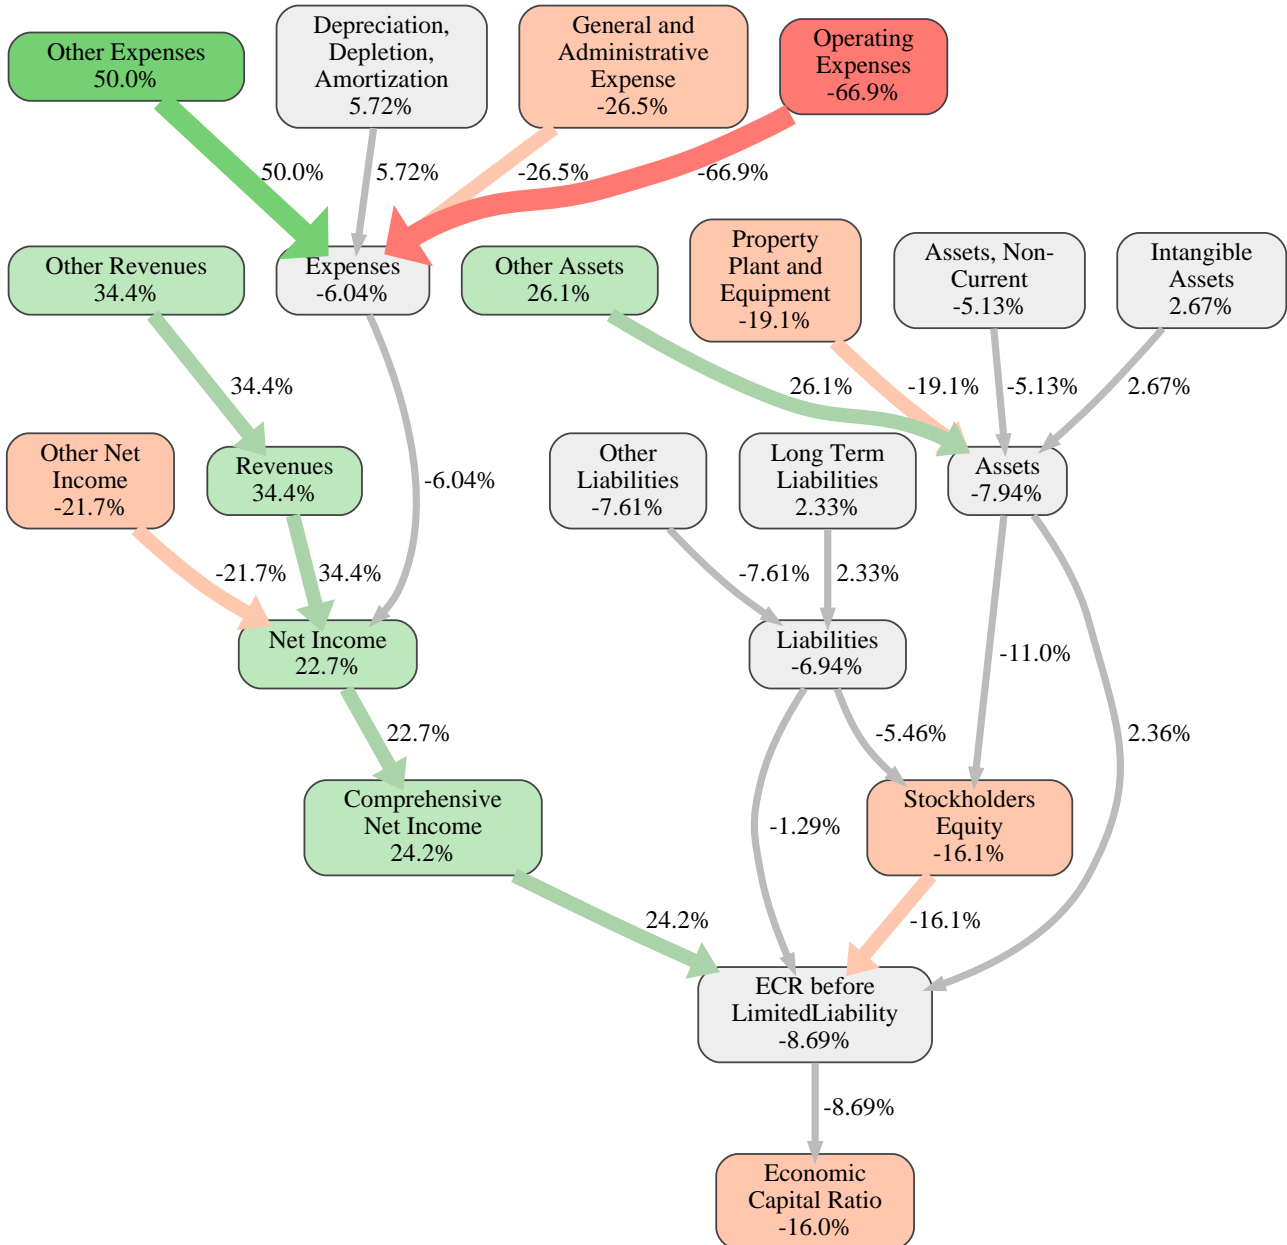 Other Expenses
50.0%
Depreciation,
Depletion,
Amortization
5.72%
General and
Administrative
Expense
-26.5%
Operating
Expenses
-66.9%
50.0%
5.72%
-26.5%
-66.9%
Other Revenues
34.4%
Expenses
-6.04%
Other Assets
26.1%
Property
Plant and
Equipment
-19.1%
Assets, Non-
Current
-5.13%
Intangible
Assets
2.67%
34.4%
26.1%
-19.1%
-5.13%
2.67%
Other Net
Income
-21.7%
Revenues
34.4%
-6.04%
Other
Liabilities
-7.61%
Long Term
Liabilities
2.33%
Assets
-7.94%
-21.7%
34.4%
-7.61%
2.33%
Net Income
22.7%
Liabilities
-6.94%
-11.0%
22.7%
-5.46%
2.36%
Comprehensive
Net Income
24.2%
-1.29%
Stockholders
Equity
-16.1%
24.2%
-16.1%
ECR before
LimitedLiability
-8.69%
-8.69%
Economic
Capital Ratio
-16.0%